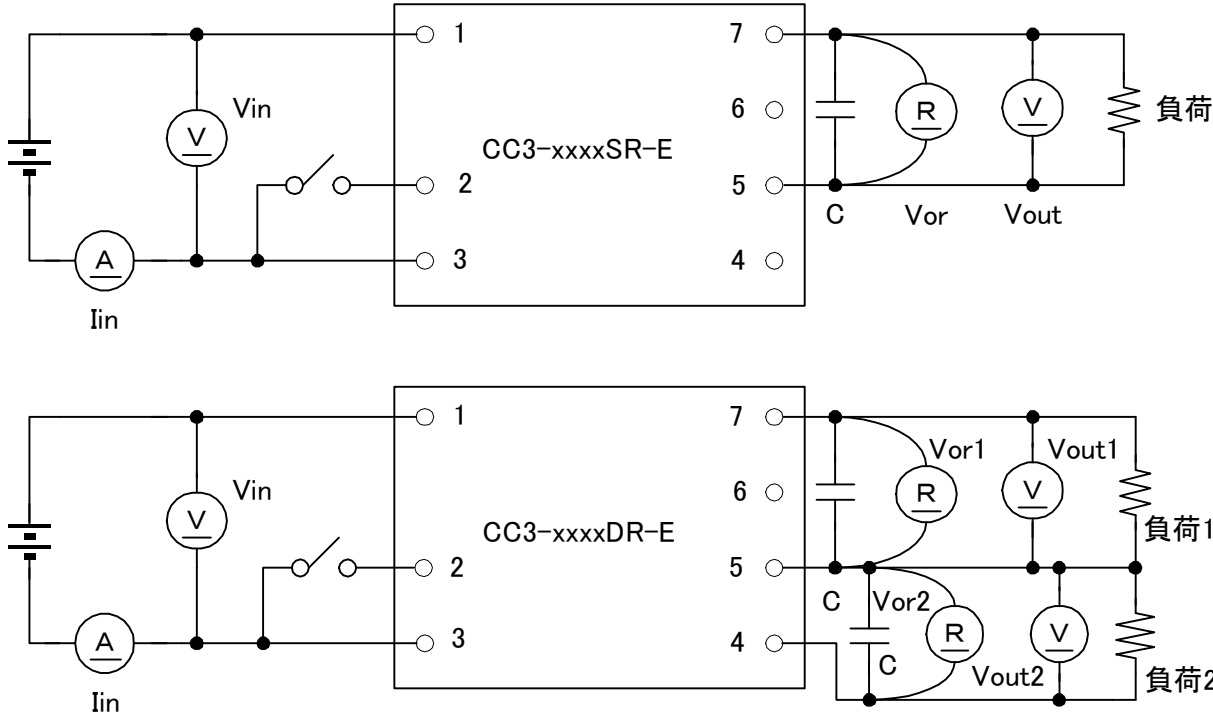 1
7
Vin
V
6
R
V
負荷
CC3-xxxxSR-E
2
5
C
Vor
Vout
A
3
4
Iin
1
7
Vor1
Vout1
Vin
V
6
R
V
負荷1
CC3-xxxxDR-E
2
5
C
Vor2
A
3
4
C
R
V
Vout2
負荷2
Iin